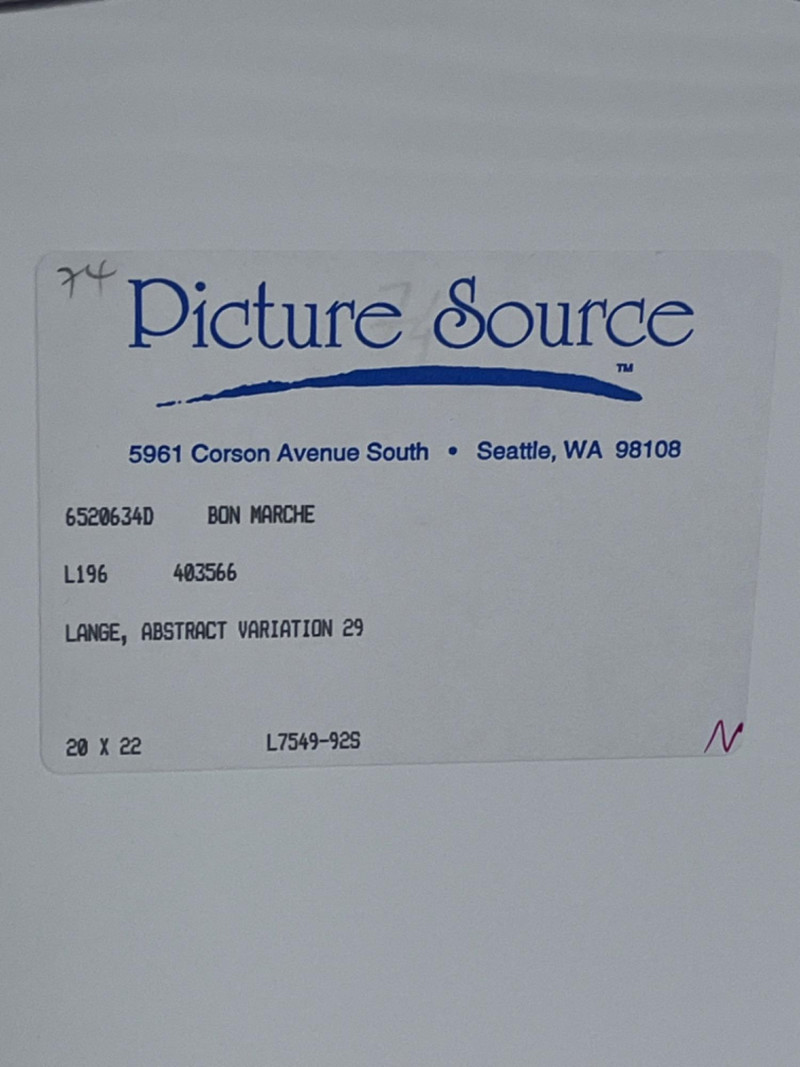 74
Picture Source
TM
5961 Corson Avenue South • Seattle, WA 98108
6520634D BON MARCHE
L196 403566
LANGE, ABSTRACT VARIATION 29
20 X 22 L7549-92S
N